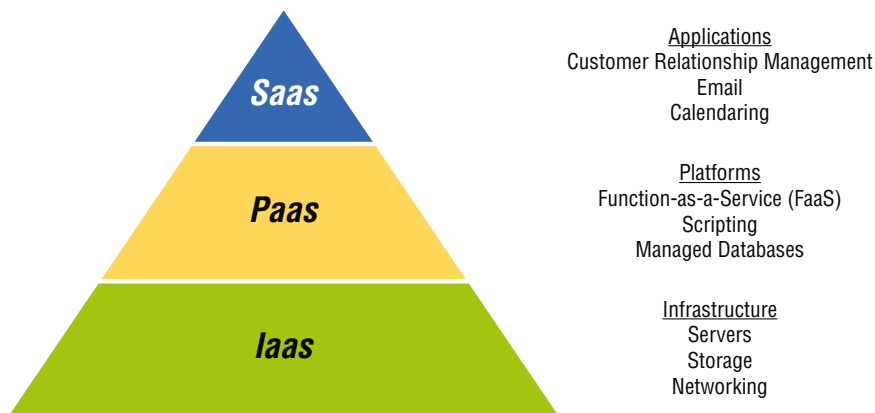 Saas
Applications
Customer Relationship Management
Email
Calendaring
Paas
Platforms
Function-as-a-Service (FaaS)
Scripting
Managed Databases
Iaas
Infrastructure
Servers
Storage
Networking